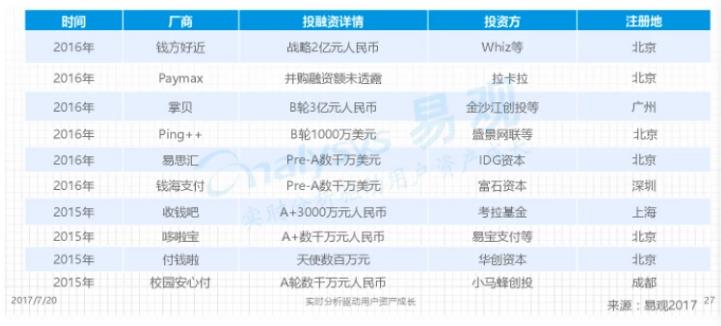 时间 厂商 投融资详情 投资方 注册地
2016年 钱方好近 战略2亿元人民币 Whiz等 北京
2016年 Paymax 并购融资额未透露 拉卡拉 北京
2016年 掌贝 B轮3亿元人民币 金沙江创投等 广州
2016年 Ping++ B轮1000万美元 盛景网联等 北京
2016年 易思汇 Pre-A数千万美元 IDG资本 北京
2016年 钱海支付 Pre-A数千万美元 富石资本 深圳
2015年 收钱吧 A+3000万元人民币 考拉基金 上海
2015年 哆啦宝 A+数千万元人民币 易宝支付等 北京
2015年 付钱啦 天使数百万元 华创资本 北京
2015年 校园安心付 A轮数千万元人民币 小马蜂创投 成都
Analysys 易观
实时分析驱动用户资产成长
2017/7/20 实时分析驱动用户资产成长 27
来源：易观2017